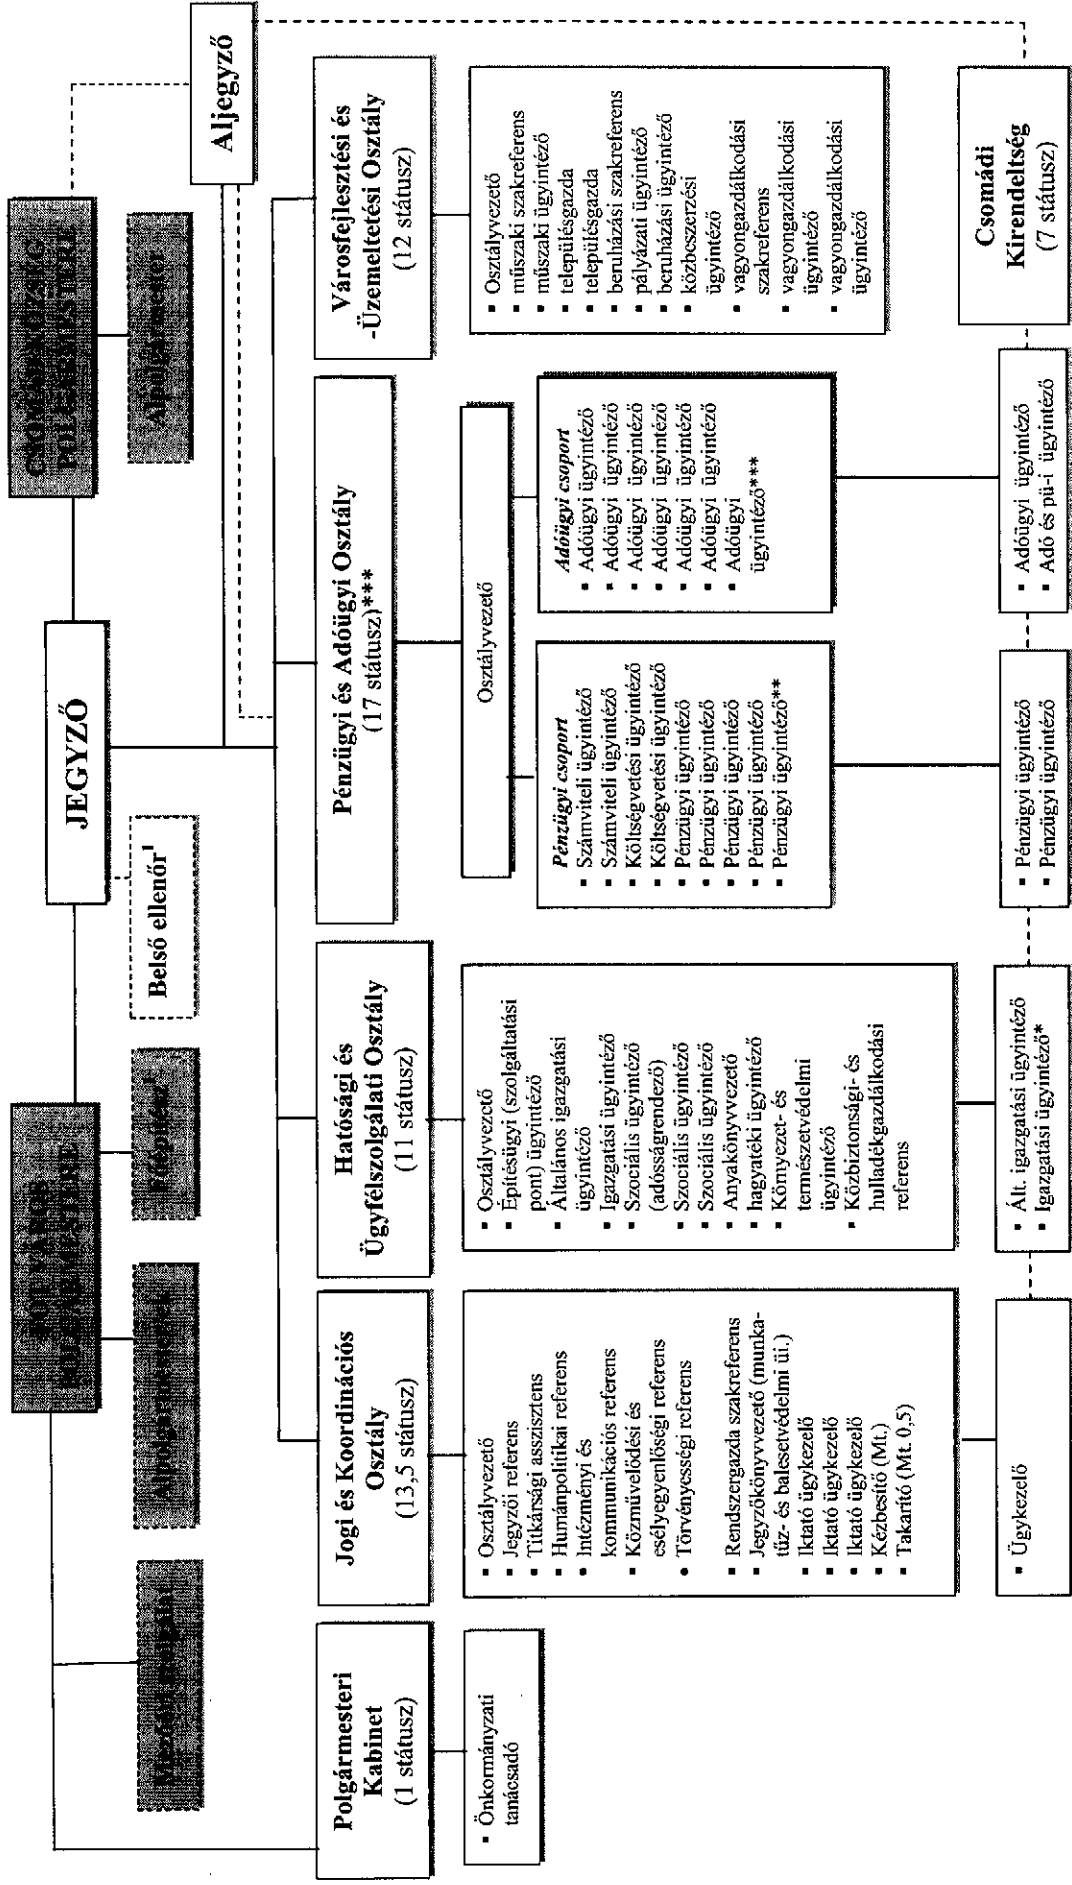 POLGÁRMESTERE
CSOMÁD KÖZSÉG
POLGÁRMESTERE
JEGYZŐ
Alpolgármesterek
Főépítész¹
Belső ellenőr¹
Alpolgármester
Aljegyző
Polgármesteri
Kabinet
(1 státusz)
▪ Önkormányzati
tanácsadó
Jogi és Koordinációs
Osztály
(13,5 státusz)
▪ Osztályvezető
▪ Jegyzői referens
▪ Titkársági asszisztens
▪ Humánpolitikai referens
▪ Intézményi és
kommunikációs referens
▪ Közművelődési és
esélyegyenlőségi referens
▪ Törvényességi referens
▪ Rendszergazda szakreferens
▪ Jegyzőkönyvvezető (munka-
tűz- és balesetvédelmi üi.)
▪ Iktató ügykezelő
▪ Iktató ügykezelő
▪ Iktató ügykezelő
▪ Kézbesítő (Mt.)
▪ Takarító (Mt. 0,5)
▪ Ügykezelő
Hatósági és
Ügyfélszolgálati Osztály
(11 státusz)
▪ Osztályvezető
▪ Építésügyi (szolgáltatási
pont) ügyintéző
▪ Általános igazgatási
ügyintéző
▪ Igazgatási ügyintéző
▪ Szociális ügyintéző
(adósságrendező)
▪ Szociális ügyintéző
▪ Szociális ügyintéző
▪ Anyakönyvvezető
▪ hagyatéki ügyintéző
▪ Környezet- és
természetvédelmi
ügyintéző
▪ Közbiztonsági- és
hulladékgazdálkodási
referens
▪ Ált. igazgatási ügyintéző
▪ Igazgatási ügyintéző*
Pénzügyi és Adóügyi Osztály
(17 státusz)***
Osztályvezető
Pénzügyi csoport
▪ Számviteli ügyintéző
▪ Számviteli ügyintéző
▪ Költségvetési ügyintéző
▪ Költségvetési ügyintéző
▪ Pénzügyi ügyintéző
▪ Pénzügyi ügyintéző
▪ Pénzügyi ügyintéző
▪ Pénzügyi ügyintéző
▪ Pénzügyi ügyintéző**
▪ Pénzügyi ügyintéző
▪ Pénzügyi ügyintéző
Adóügyi csoport
▪ Adóügyi ügyintéző
▪ Adóügyi ügyintéző
▪ Adóügyi ügyintéző
▪ Adóügyi ügyintéző
▪ Adóügyi ügyintéző
▪ Adóügyi ügyintéző
▪ Adóügyi
ügyintéző***
▪ Adóügyi ügyintéző
▪ Adó és pü-i ügyintéző
Városfejlesztési és
-Üzemeltetési Osztály
(12 státusz)
▪ Osztályvezető
▪ műszaki szakreferens
▪ műszaki ügyintéző
▪ településgazda
▪ településgazda
▪ beruházási szakreferens
▪ pályázati ügyintéző
▪ beruházási ügyintéző
▪ közbeszerzési
ügyintéző
▪ vagyongazdálkodási
szakreferens
▪ vagyongazdálkodási
ügyintéző
▪ vagyongazdálkodási
ügyintéző
Csomádi
Kirendeltség
(7 státusz)